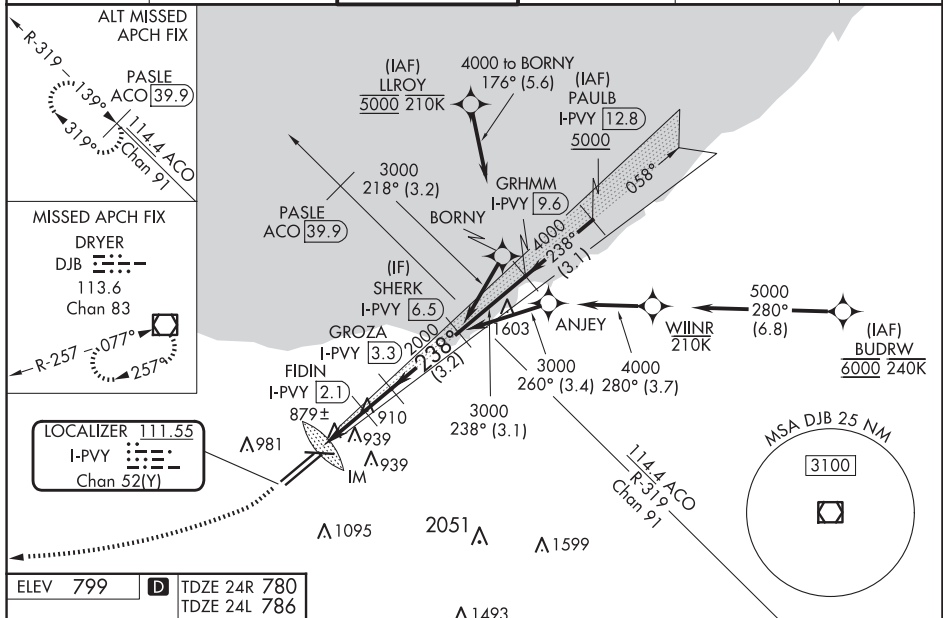 ALT MISSED
APCH FIX
R-319
139°
319°
PASLE
ACO 39.9
114.4 ACO
Chan 91
MISSED APCH FIX
DRYER
DJB
113.6
Chan 83
R-257
077°
257°
LOCALIZER 111.55
I-PVY
Chan 52(Y)
(IAF)
LLROY
5000 210K
4000 to BORNY
176° (5.6)
(IAF)
PAULB
I-PVY 12.8
5000
3000
218° (3.2)
GRHMM
I-PVY 9.6
058°
PASLE
ACO 39.9
BORNY
4000
238°
(3.1)
(IF)
SHERK
I-PVY 6.5
1603
ANJEY
WIINR
210K
5000
280°
(6.8)
(IAF)
BUDRW
6000 240K
GROZA
I-PVY 3.3
2000
238°
(3.2)
3000
260° (3.4)
4000
280° (3.7)
FIDIN
I-PVY 2.1
3000
238° (3.1)
879±
910
981
939
939
IM
114.4 ACO
R-319
Chan 91
MSA DJB 25 NM
3100
1095
2051
1599
1493
ELEV 799
D
TDZE 24R 780
TDZE 24L 786